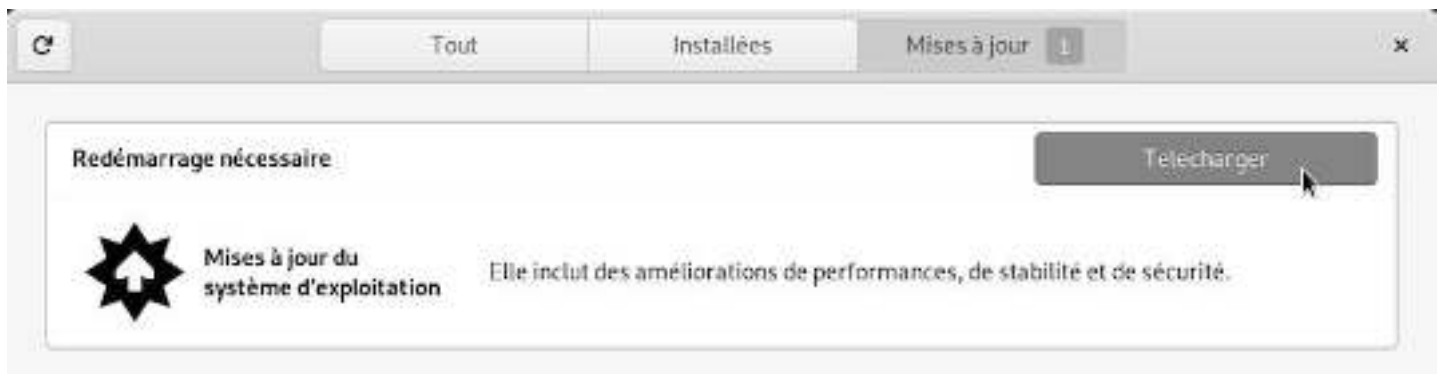 Tout
Installées
Mises à jour 1
Redémarrage nécessaire
Télécharger
Mises à jour du
système d'exploitation
Elle inclut des améliorations de performances, de stabilité et de sécurité.